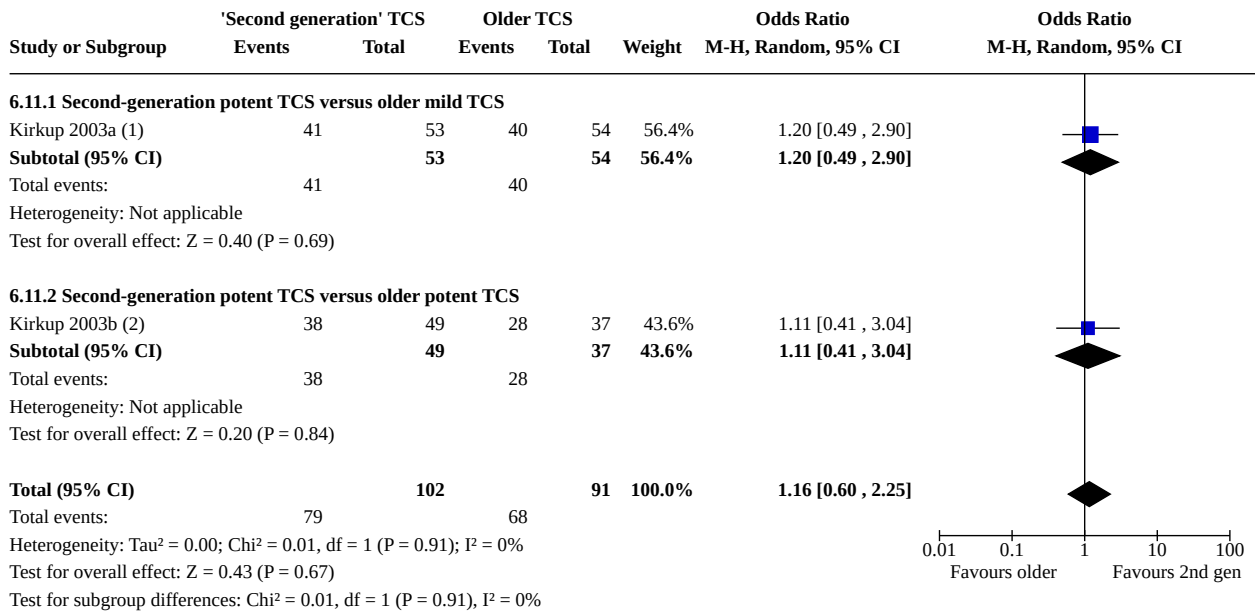 'Second generation' TCS Older TCS Odds Ratio Odds Ratio
Study or Subgroup Events Total Events Total Weight M-H, Random, 95% CI M-H, Random, 95% CI
6.11.1 Second-generation potent TCS versus older mild TCS
Kirkup 2003a (1) 41 53 40 54 56.4% 1.20 [0.49 , 2.90]
Subtotal (95% CI) 53 54 56.4% 1.20 [0.49 , 2.90]
Total events: 41 40
Heterogeneity: Not applicable
Test for overall effect: Z = 0.40 (P = 0.69)
6.11.2 Second-generation potent TCS versus older potent TCS
Kirkup 2003b (2) 38 49 28 37 43.6% 1.11 [0.41 , 3.04]
Subtotal (95% CI) 49 37 43.6% 1.11 [0.41 , 3.04]
Total events: 38 28
Heterogeneity: Not applicable
Test for overall effect: Z = 0.20 (P = 0.84)
Total (95% CI) 102 91 100.0% 1.16 [0.60 , 2.25]
Total events: 79 68
Heterogeneity: Tau² = 0.00; Chi² = 0.01, df = 1 (P = 0.91); I² = 0%
Test for overall effect: Z = 0.43 (P = 0.67)
Test for subgroup differences: Chi² = 0.01, df = 1 (P = 0.91), I² = 0%
0.01 0.1 1 10 100
Favours older Favours 2nd gen